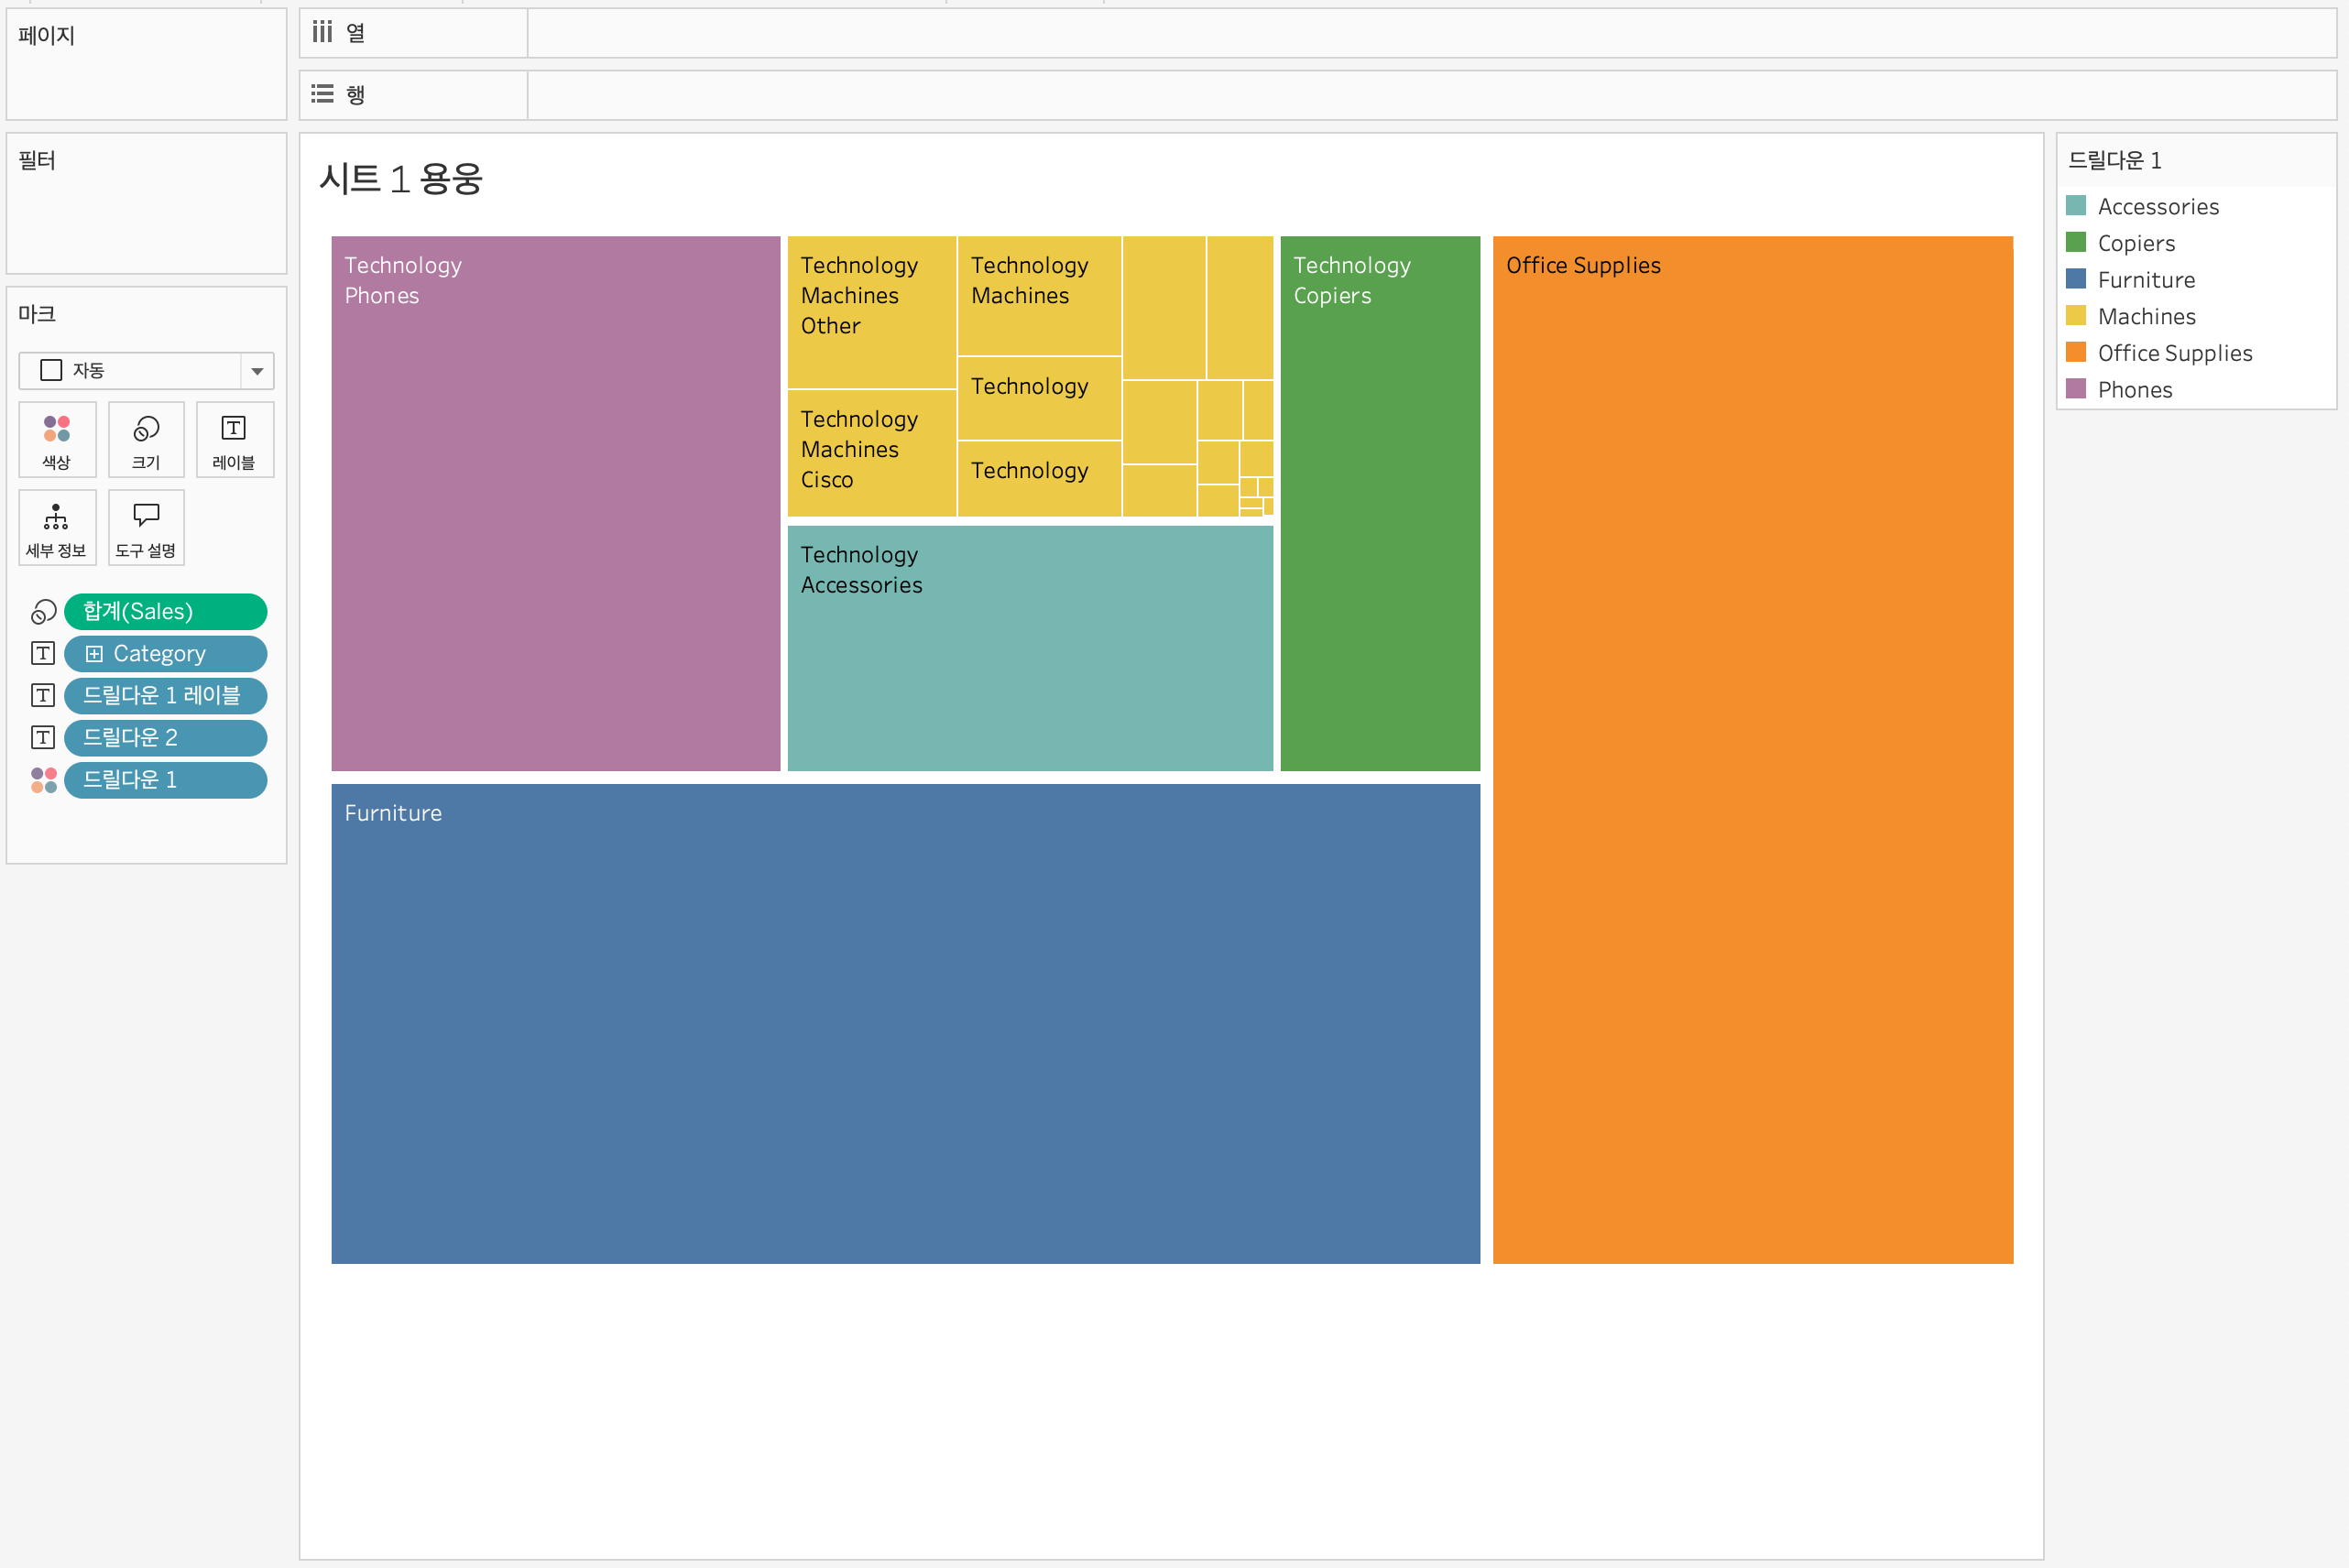 페이지
열
행
필터
시트 1 용웅
마크
자동
색상
크기
레이블
세부 정보
도구 설명
합계(Sales)
Category
드릴다운 1 레이블
드릴다운 2
드릴다운 1
Technology
Phones
Technology
Machines
Other
Technology
Machines
Cisco
Technology
Machines
Technology
Technology
Technology
Accessories
Technology
Copiers
Office Supplies
Furniture
드릴다운 1
Accessories
Copiers
Furniture
Machines
Office Supplies
Phones